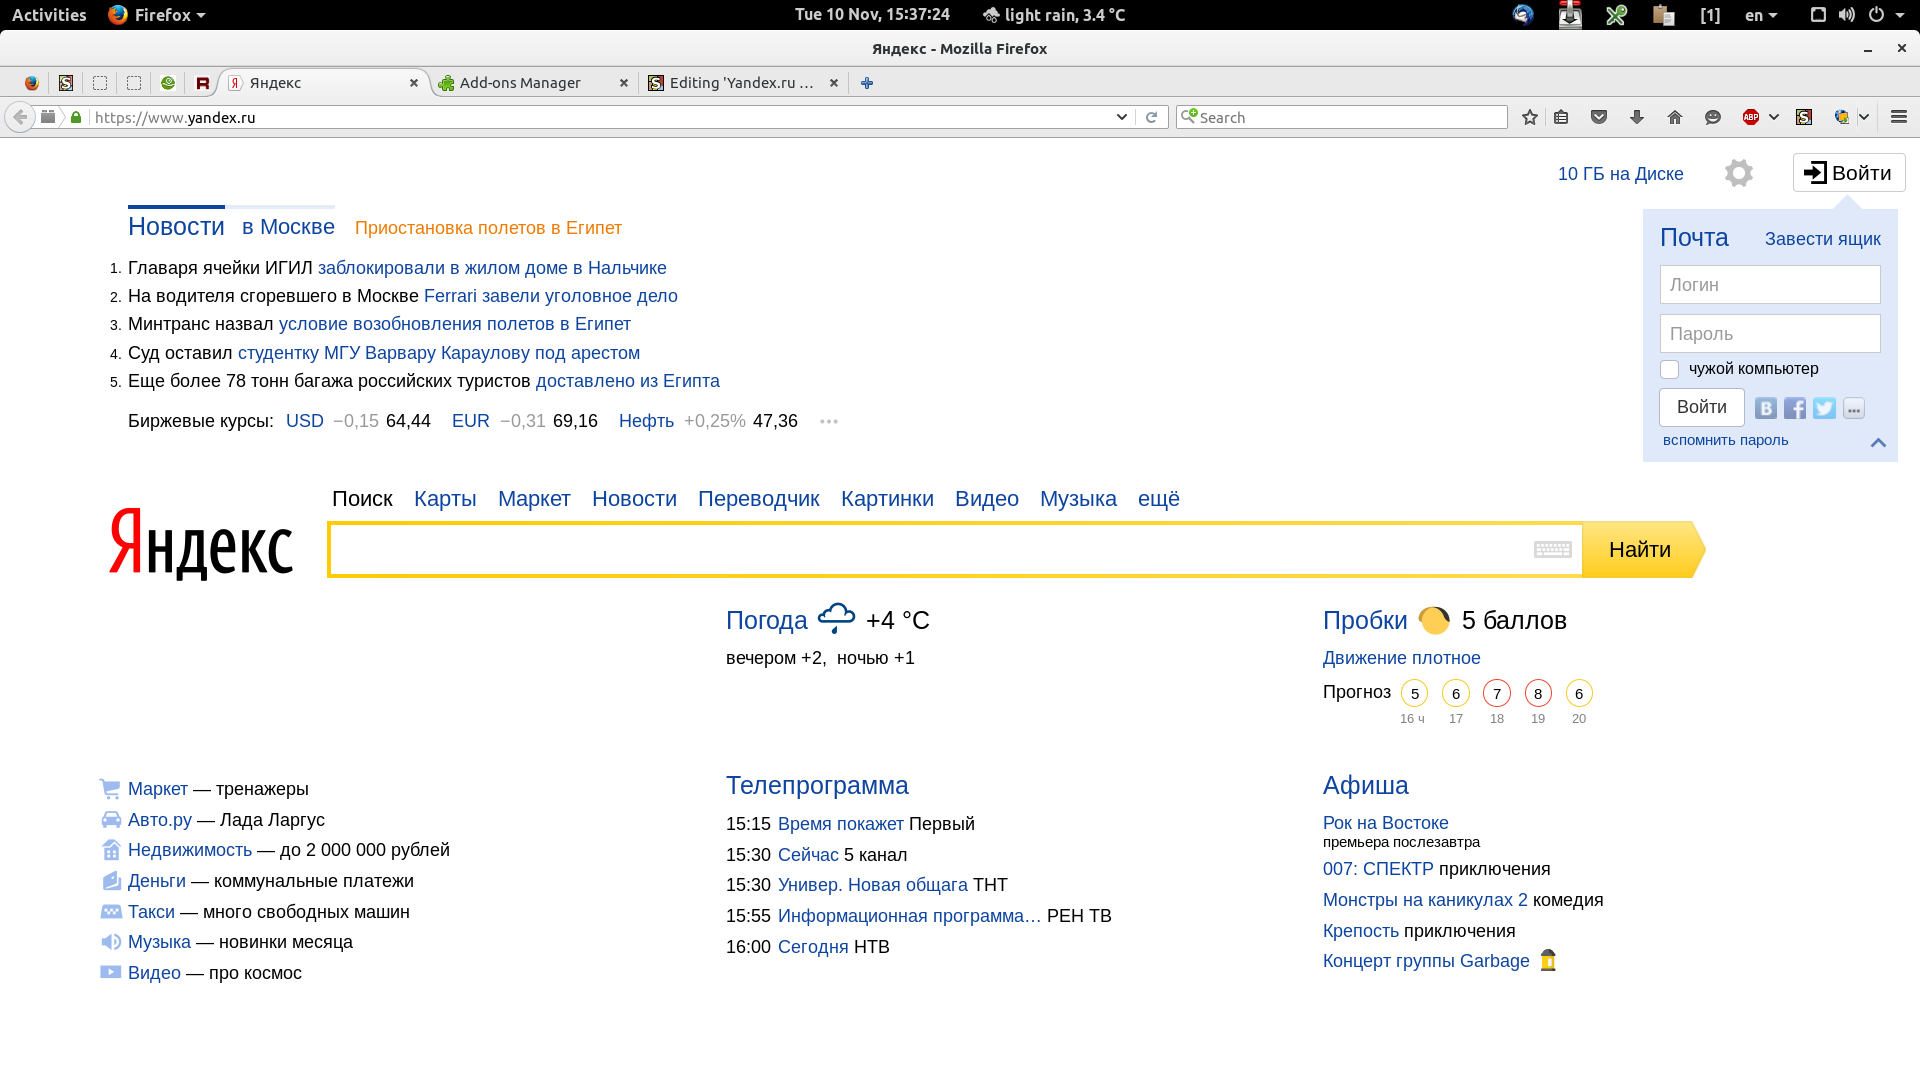 Activities Firefox Tue 10 Nov, 15:37:24 light rain, 3.4 °C [1] en
Яндекс - Mozilla Firefox
Яндекс Add-ons Manager Editing 'Yandex.ru ...
https://www.yandex.ru Search ABP
10 ГБ на Диске Войти
Новости в Москве Приостановка полетов в Египет
1. Главаря ячейки ИГИЛ заблокировали в жилом доме в Нальчике
2. На водителя сгоревшего в Москве Ferrari завели уголовное дело
3. Минтранс назвал условие возобновления полетов в Египет
4. Суд оставил студентку МГУ Варвару Караулову под арестом
5. Еще более 78 тонн багажа российских туристов доставлено из Египта
Биржевые курсы: USD −0,15 64,44 EUR −0,31 69,16 Нефть +0,25% 47,36 ...
Почта Завести ящик
Логин
Пароль
чужой компьютер
Войти
вспомнить пароль
Поиск Карты Маркет Новости Переводчик Картинки Видео Музыка ещё
Яндекс Найти
Погода +4 °C
вечером +2, ночью +1
Пробки 5 баллов
Движение плотное
Прогноз 5 6 7 8 6
16 ч 17 18 19 20
Маркет — тренажеры
Авто.ру — Лада Ларгус
Недвижимость — до 2 000 000 рублей
Деньги — коммунальные платежи
Такси — много свободных машин
Музыка — новинки месяца
Видео — про космос
Телепрограмма
15:15 Время покажет Первый
15:30 Сейчас 5 канал
15:30 Универ. Новая общага ТНТ
15:55 Информационная программа… РЕН ТВ
16:00 Сегодня НТВ
Афиша
Рок на Востоке
премьера послезавтра
007: СПЕКТР приключения
Монстры на каникулах 2 комедия
Крепость приключения
Концерт группы Garbage